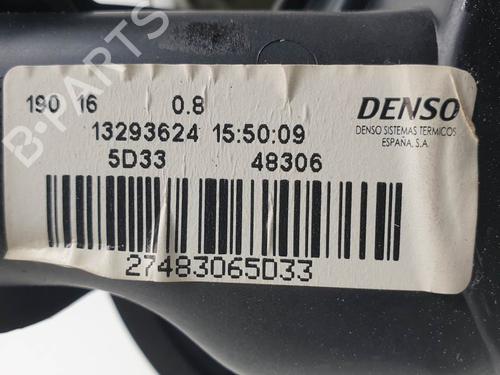 190 16 0.8
13293624 15:50:09
5D33 48306
27483065D33
DENSO
DENSO SISTEMAS TERMICOS
ESPAÑA, S.A
B-PARTS